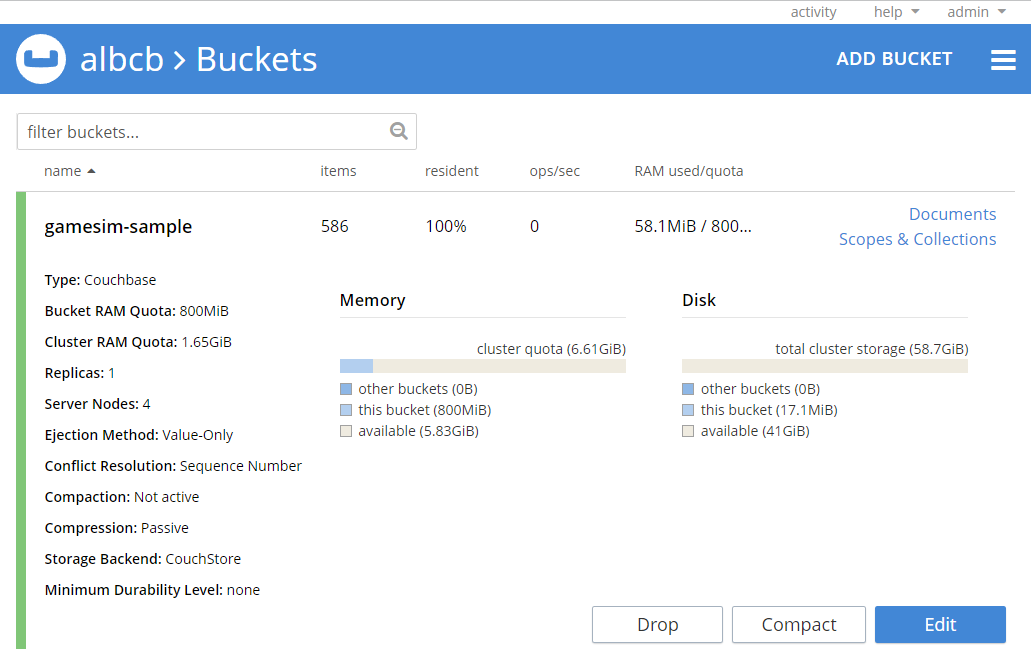 activity help admin
albcb > Buckets ADD BUCKET
filter buckets...
name items resident ops/sec RAM used/quota
gamesim-sample 586 100% 0 58.1MiB / 800... Documents
Scopes & Collections
Type: Couchbase
Bucket RAM Quota: 800MiB
Cluster RAM Quota: 1.65GiB
Replicas: 1
Server Nodes: 4
Ejection Method: Value-Only
Conflict Resolution: Sequence Number
Compaction: Not active
Compression: Passive
Storage Backend: CouchStore
Minimum Durability Level: none
Memory
cluster quota (6.61GiB)
other buckets (0B)
this bucket (800MiB)
available (5.83GiB)
Disk
total cluster storage (58.7GiB)
other buckets (0B)
this bucket (17.1MiB)
available (41GiB)
Drop Compact Edit